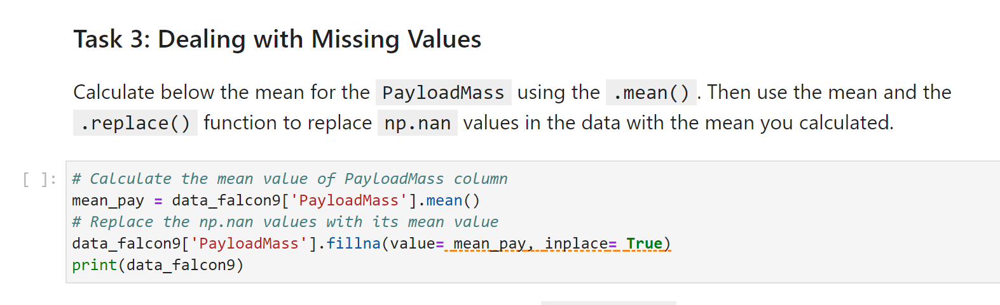 Task 3: Dealing with Missing Values
Calculate below the mean for the PayloadMass using the .mean(). Then use the mean and the
.replace() function to replace np.nan values in the data with the mean you calculated.
[ ]: # Calculate the mean value of PayloadMass column
mean_pay = data_falcon9['PayloadMass'].mean()
# Replace the np.nan values with its mean value
data_falcon9['PayloadMass'].fillna(value= mean_pay, inplace= True)
print(data_falcon9)